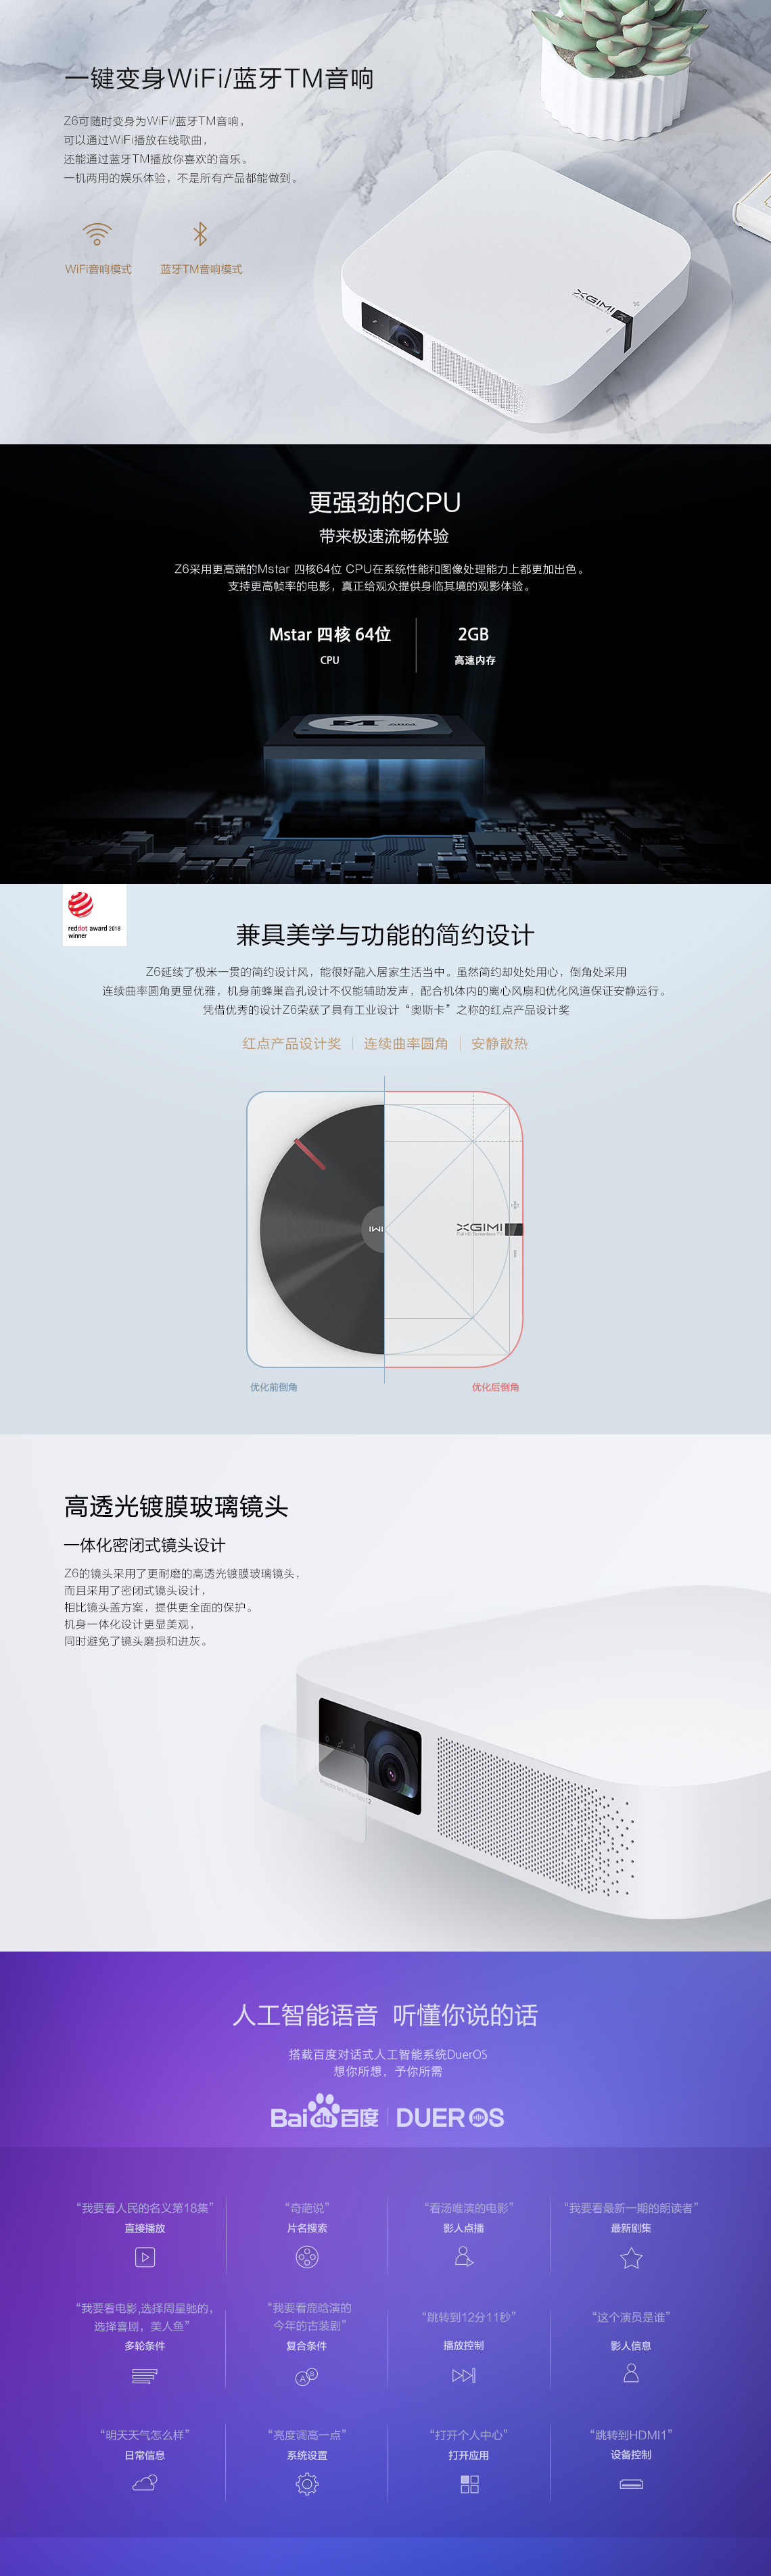 一键变身WiFi/蓝牙TM音响
Z6可随时变身为WiFi/蓝牙TM音响，
可以通过WiFi播放在线歌曲，
还能通过蓝牙TM播放你喜欢的音乐。
一机两用的娱乐体验，不是所有产品都能做到。
WiFi音响模式
蓝牙TM音响模式
XGIMI
更强劲的CPU
带来极速流畅体验
Z6采用更高端的Mstar 四核64位 CPU在系统性能和图像处理能力上都更加出色。
支持更高帧率的电影，真正给观众提供身临其境的观影体验。
Mstar 四核 64位
CPU
2GB
高速内存
ARM
reddot award 2018
winner
兼具美学与功能的简约设计
Z6延续了极米一贯的简约设计风，能很好融入居家生活当中。虽然简约却处处用心，倒角处采用
连续曲率圆角更显优雅，机身前蜂巢音孔设计不仅能辅助发声，配合机体内的离心风扇和优化风道保证安静运行。
凭借优秀的设计Z6荣获了具有工业设计“奥斯卡”之称的红点产品设计奖
红点产品设计奖
连续曲率圆角
安静散热
XGIMI
Full HD Screenless TV
优化前倒角
优化后倒角
高透光镀膜玻璃镜头
一体化密闭式镜头设计
Z6的镜头采用了更耐磨的高透光镀膜玻璃镜头，
而且采用了密闭式镜头设计，
相比镜头盖方案，提供更全面的保护。
机身一体化设计更显美观，
同时避免了镜头磨损和进灰。
人工智能语音 听懂你说的话
搭载百度对话式人工智能系统DuerOS
想你所想，予你所需
Bai du 百度
DUER OS
“我要看人民的名义第18集”
直接播放
“奇葩说”
片名搜索
“看汤唯演的电影”
影人点播
“我要看最新一期的朗读者”
最新剧集
“我要看电影,选择周星驰的，
选择喜剧，美人鱼”
多轮条件
“我要看鹿晗演的
今年的古装剧”
复合条件
A
B
“跳转到12分11秒”
播放控制
“这个演员是谁”
影人信息
“明天天气怎么样”
日常信息
“亮度调高一点”
系统设置
“打开个人中心”
打开应用
“跳转到HDMI1”
设备控制